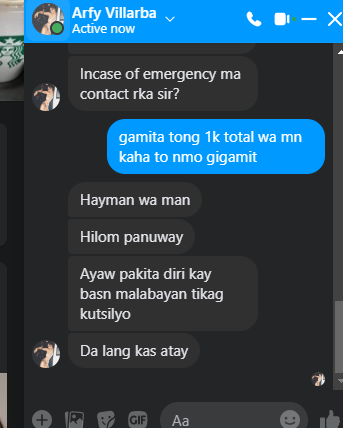 Arfy Villarba
Active now
Incase of emergency ma
contact rka sir?
gamita tong 1k total wa mn
kaha to nmo gigamit
Hayman wa man
Hilom panuway
Ayaw pakita diri kay
basn malabayan tikag
kutsilyo
Da lang kas atay
GIF
Aa